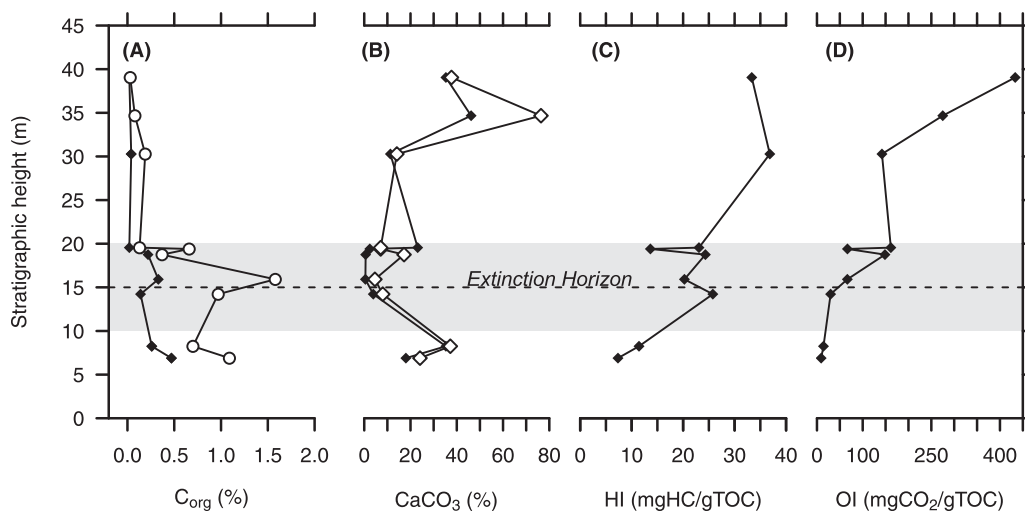 45
40
35
30
25
20
15
10
5
0
Stratigraphic height (m)
(A)
(B)
(C)
(D)
Extinction Horizon
0.0 0.5 1.0 1.5 2.0
0 20 40 60 80
0 10 20 30 40
0 100 250 400
Corg (%)
CaCO3 (%)
HI (mgHC/gTOC)
OI (mgCO2/gTOC)